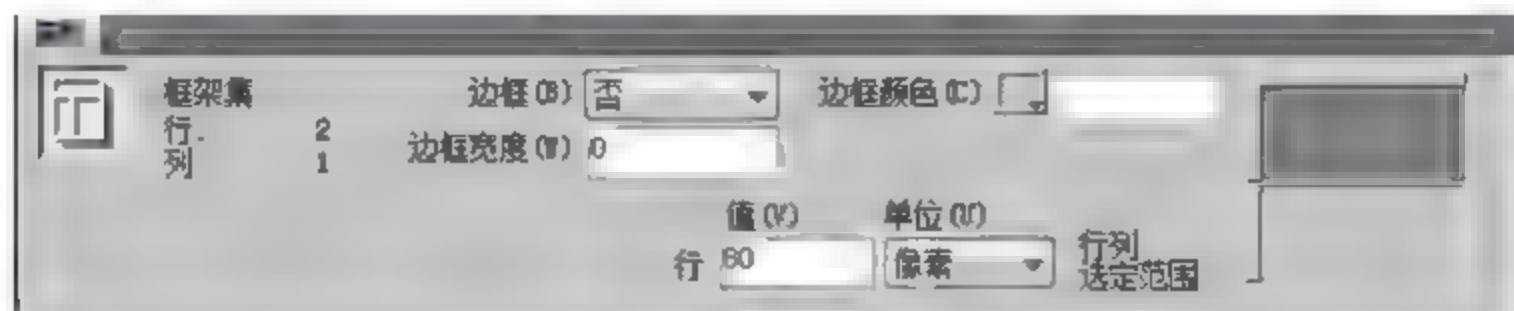 框架集 边框(B) 否 边框颜色(C)
行. 2
列 1 边框宽度(W) 0
值(V) 单位(U)
行 80 像素 行列
选定范围